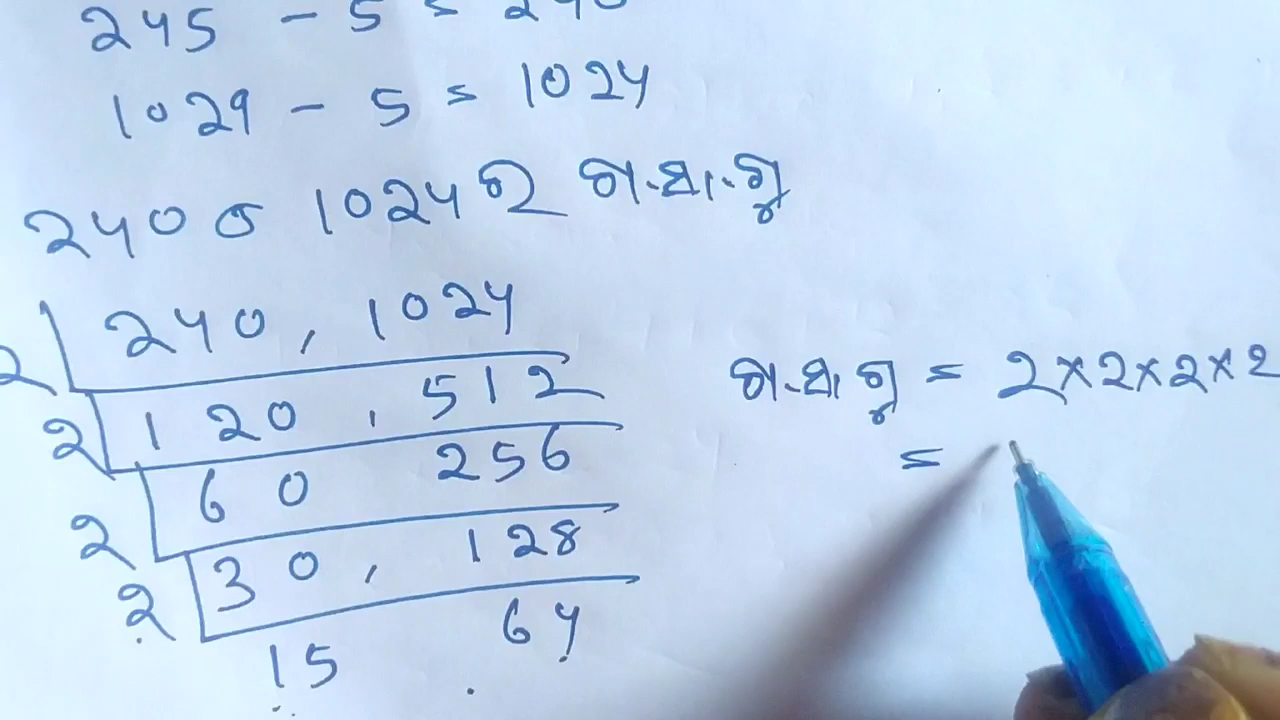 245 - 5 = 240
1029 - 5 = 1024
240 ଓ 1024 ର ଗ.ସା.ଗୁ
2 240, 1024
2 120, 512
2 60 256
2 30, 128
15 64
ଗ.ସା.ଗୁ = 2×2×2×2
=